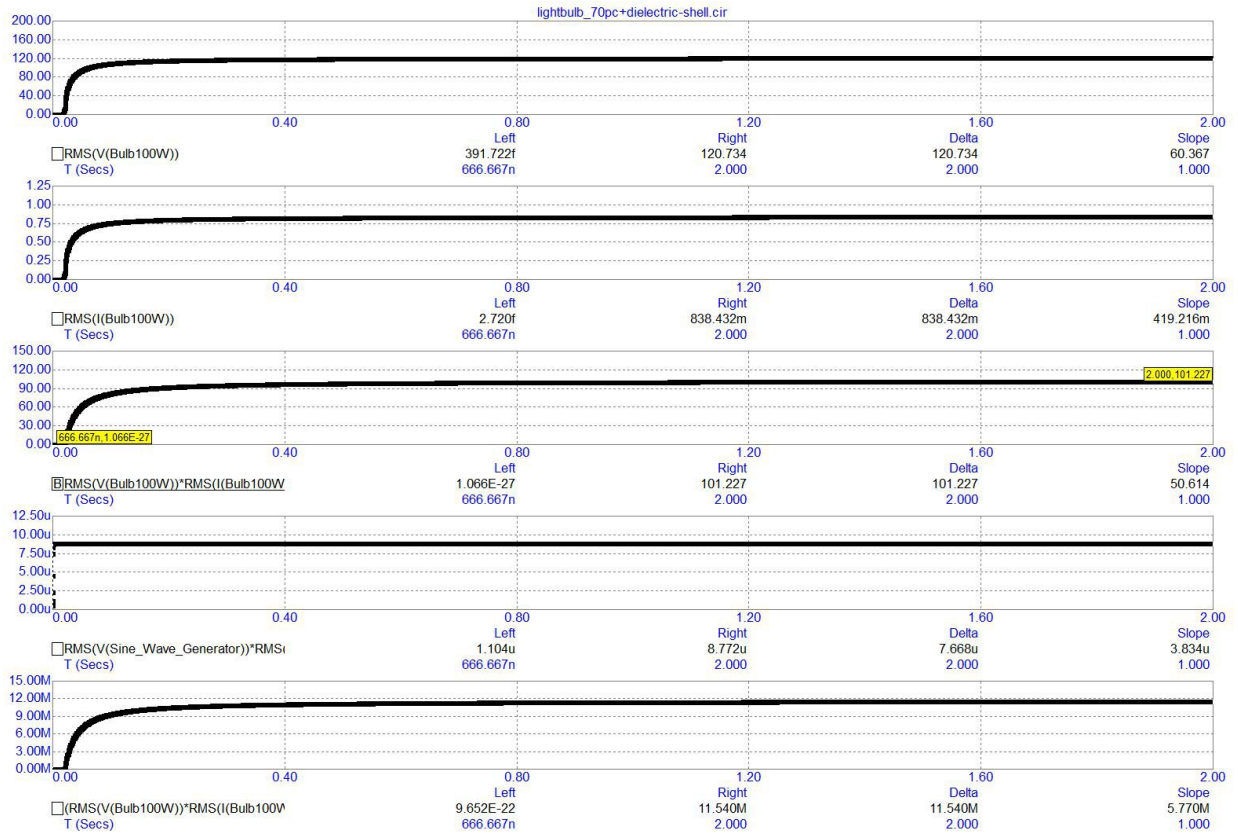 lightbulb_70pc+dielectric-shell.cir
200.00
160.00
120.00
80.00
40.00
0.00
0.00 0.40 0.80 1.20 1.60 2.00
Left Right Delta Slope
RMS(V(Bulb100W)) 391.722f 120.734 120.734 60.367
T (Secs) 666.667n 2.000 2.000 1.000
1.25
1.00
0.75
0.50
0.25
0.00
0.00 0.40 0.80 1.20 1.60 2.00
Left Right Delta Slope
RMS(I(Bulb100W)) 2.720f 838.432m 838.432m 419.216m
T (Secs) 666.667n 2.000 2.000 1.000
150.00
120.00
2.000,101.227
90.00
60.00
30.00
666.667n,1.066E-27
0.00
0.00 0.40 0.80 1.20 1.60 2.00
Left Right Delta Slope
B RMS(V(Bulb100W))*RMS(I(Bulb100W 1.066E-27 101.227 101.227 50.614
T (Secs) 666.667n 2.000 2.000 1.000
12.50u
10.00u
7.50u
5.00u
2.50u
0.00u
0.00 0.40 0.80 1.20 1.60 2.00
Left Right Delta Slope
RMS(V(Sine_Wave_Generator))*RMS( 1.104u 8.772u 7.668u 3.834u
T (Secs) 666.667n 2.000 2.000 1.000
15.00M
12.00M
9.00M
6.00M
3.00M
0.00M
0.00 0.40 0.80 1.20 1.60 2.00
Left Right Delta Slope
(RMS(V(Bulb100W))*RMS(I(Bulb100W 9.652E-22 11.540M 11.540M 5.770M
T (Secs) 666.667n 2.000 2.000 1.000